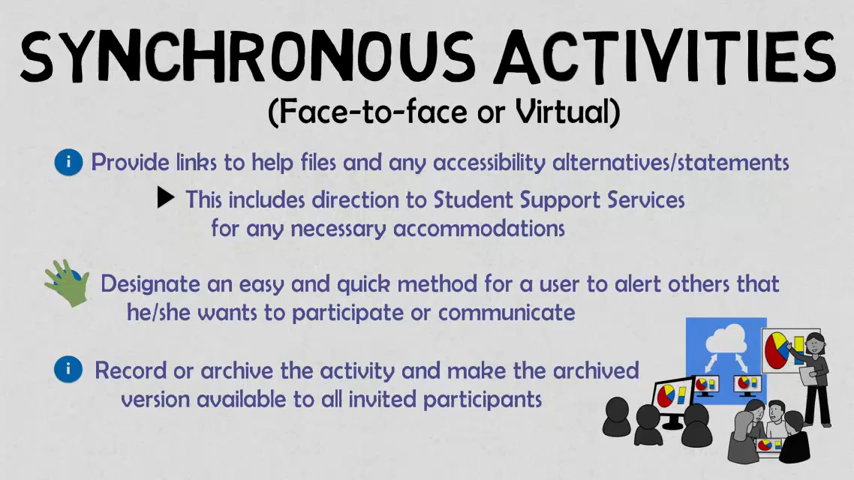 SYNCHRONOUS ACTIVITIES
(Face-to-face or Virtual)
i Provide links to help files and any accessibility alternatives/statements
This includes direction to Student Support Services
for any necessary accommodations
Designate an easy and quick method for a user to alert others that
he/she wants to participate or communicate
i Record or archive the activity and make the archived
version available to all invited participants